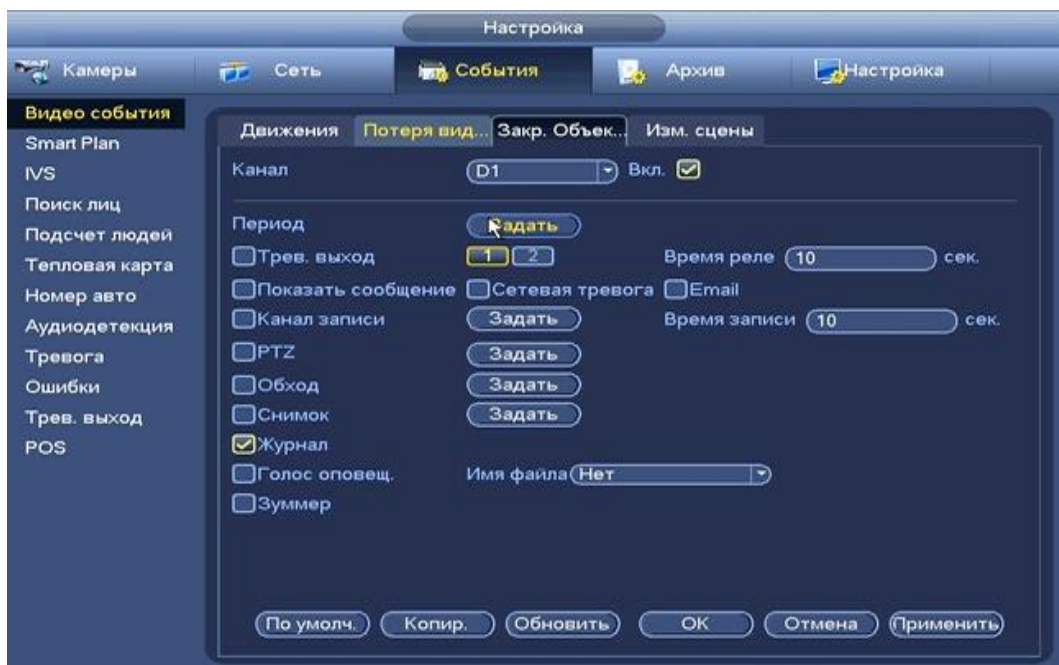 Настройка
Камеры Сеть События Архив Настройка
Видео события
Smart Plan
IVS
Поиск лиц
Подсчет людей
Тепловая карта
Номер авто
Аудиодетекция
Тревога
Ошибки
Трев. выход
POS
Движения Потеря вид... Закр. Объек... Изм. сцены
Канал D1 Вкл.
Период Задать
Трев. выход 1 2 Время реле 10 сек.
Показать сообщение Сетевая тревога Email
Канал записи Задать Время записи 10 сек.
PTZ Задать
Обход Задать
Снимок Задать
Журнал
Голос оповещ. Имя файла Нет
Зуммер
По умолч. Копир. Обновить OK Отмена Применить